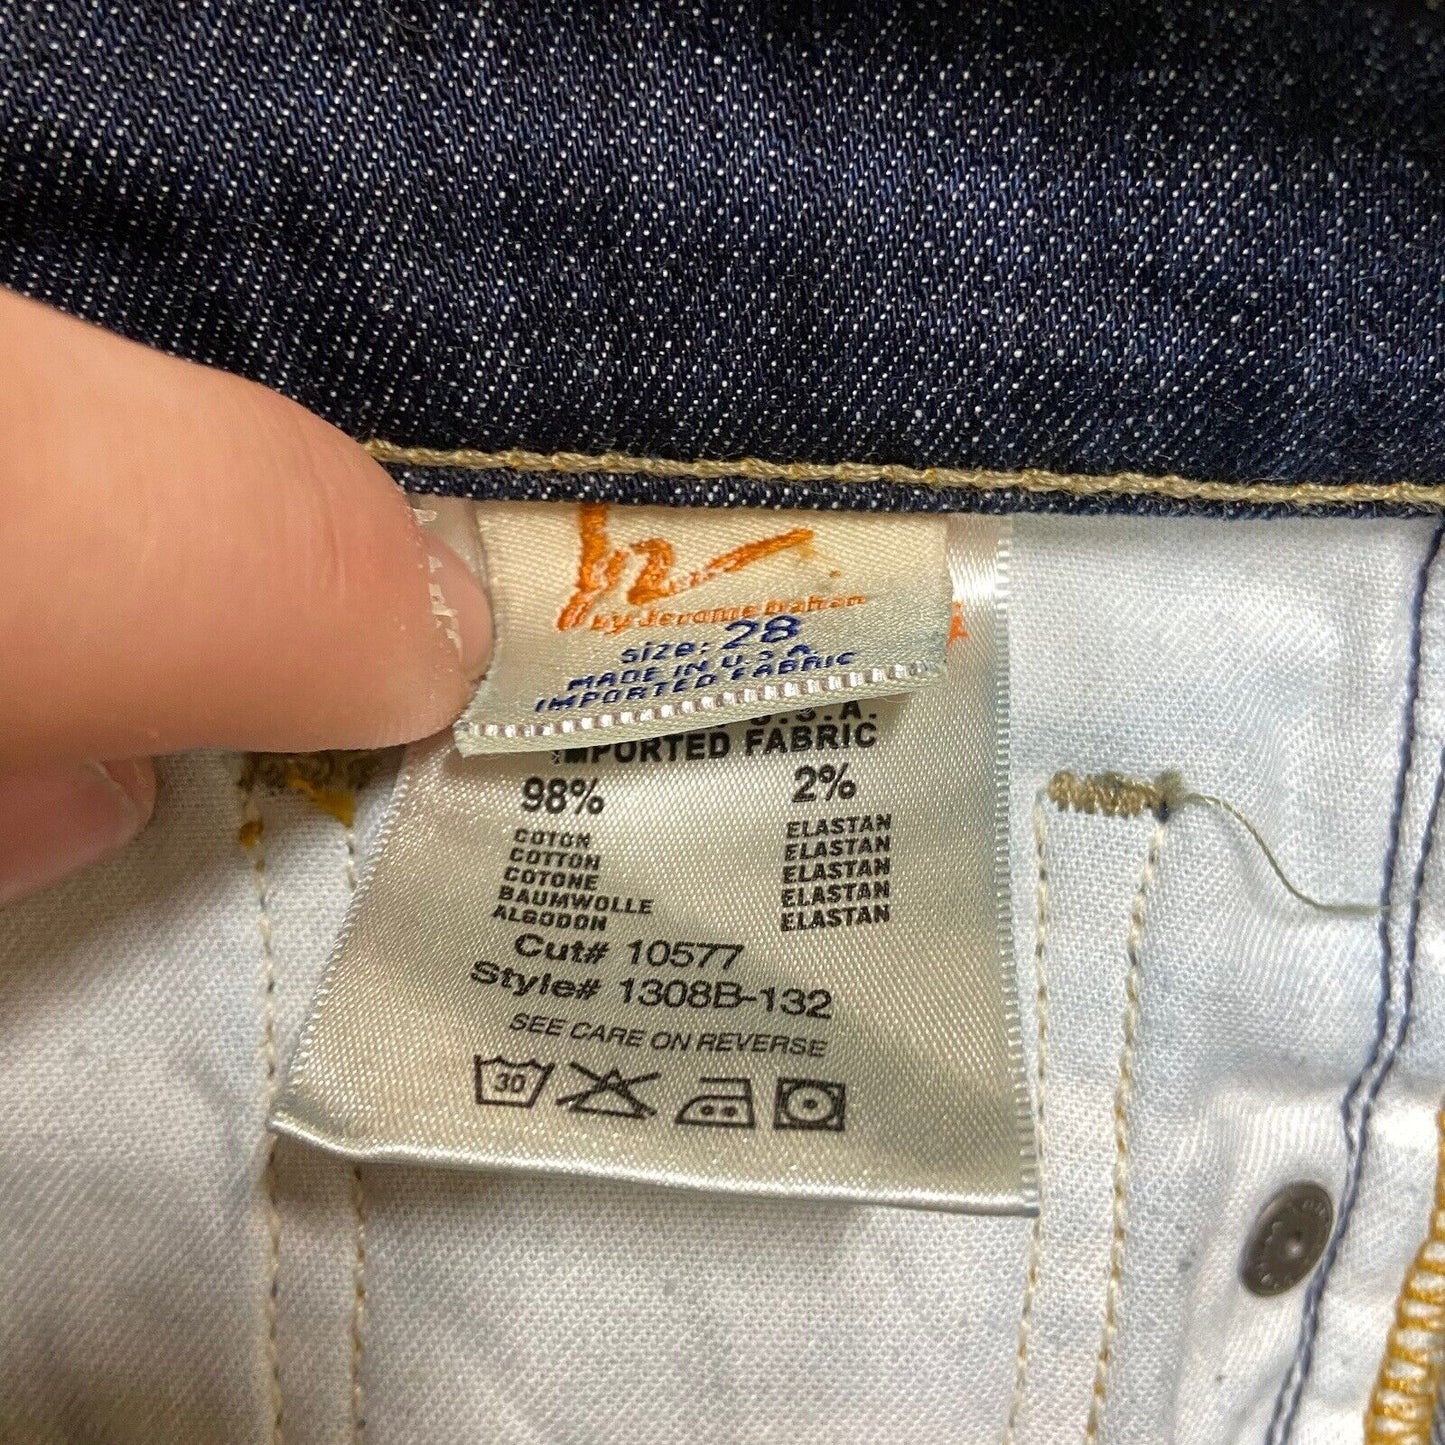 by Jerome Dahan
size: 28
MADE IN U.S.A.
IMPORTED FABRIC
U.S.A.
IMPORTED FABRIC
98% 2%
COTON ELASTAN
COTTON ELASTAN
COTONE ELASTAN
BAUMWOLLE ELASTAN
ALGODON ELASTAN
Cut# 10577
Style# 1308B-132
SEE CARE ON REVERSE
30